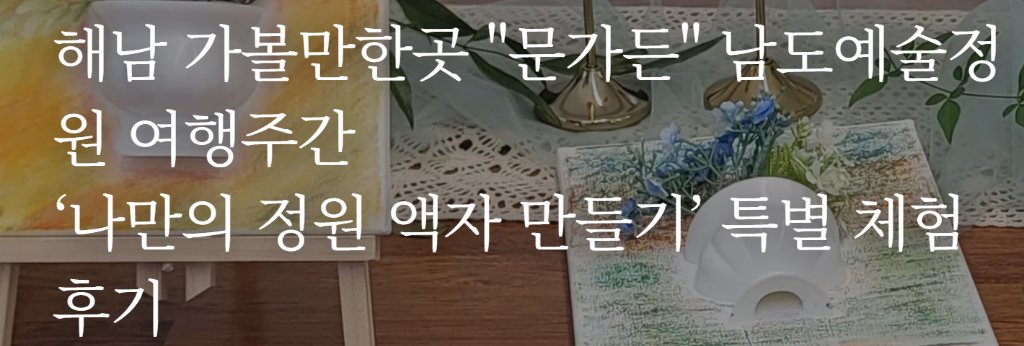 해남 가볼만한곳 "문가든" 남도예술정
원 여행주간
‘나만의 정원 액자 만들기’ 특별 체험
후기